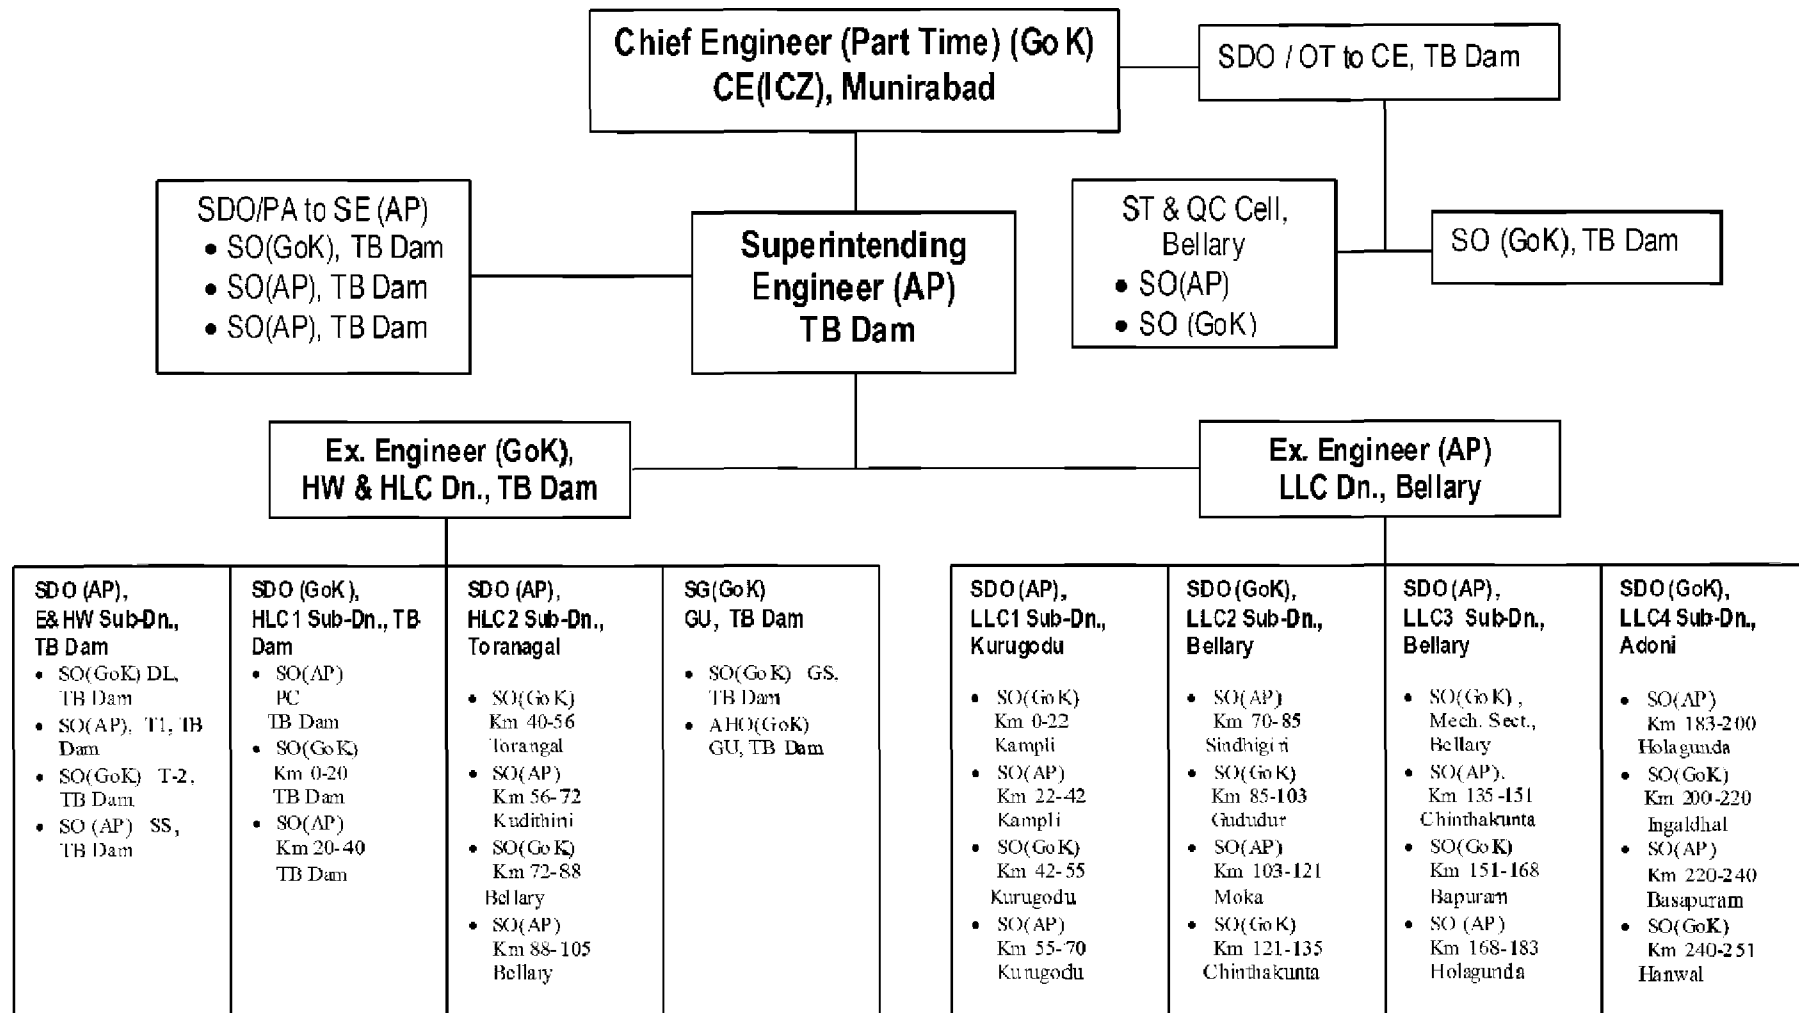 Chief Engineer (Part Time) (GoK)
CE(ICZ), Munirabad
SDO / OT to CE, TB Dam
SDO/PA to SE (AP)
• SO(GoK), TB Dam
• SO(AP), TB Dam
• SO(AP), TB Dam
Superintending
Engineer (AP)
TB Dam
ST & QC Cell,
Bellary
• SO(AP)
• SO (GoK)
SO (GoK), TB Dam
Ex. Engineer (GoK),
HW & HLC Dn., TB Dam
Ex. Engineer (AP)
LLC Dn., Bellary
SDO (AP),
E& HW Sub-Dn.,
TB Dam
• SO(GoK) DL,
TB Dam
• SO(AP), T1, TB
Dam
• SO(GoK) T-2,
TB Dam
• SO (AP) SS,
TB Dam
SDO (GoK),
HLC1 Sub-Dn., TB
Dam
• SO(AP)
PC
TB Dam
• SO(GoK)
Km 0-20
TB Dam
• SO(AP)
Km 20-40
TB Dam
SDO (AP),
HLC2 Sub-Dn.,
Toranagal
• SO(GoK)
Km 40-56
Torangal
• SO(AP)
Km 56-72
Kudithini
• SO(GoK)
Km 72-88
Bellary
• SO(AP)
Km 88-105
Bellary
SG(GoK)
GU, TB Dam
• SO(GoK) GS,
TB Dam
• AHO(GoK)
GU, TB Dam
SDO (AP),
LLC1 Sub-Dn.,
Kurugodu
• SO(GoK)
Km 0-22
Kampli
• SO(AP)
Km 22-42
Kampli
• SO(GoK)
Km 42-55
Kurugodu
• SO(AP)
Km 55-70
Kurugodu
SDO(GoK),
LLC2 Sub-Dn.,
Bellary
• SO(AP)
Km 70-85
Sindhigiri
• SO(GoK)
Km 85-103
Gududur
• SO(AP)
Km 103-121
Moka
• SO(GoK)
Km 121-135
Chinthakunta
SDO(AP),
LLC3 Sub-Dn.,
Bellary
• SO(GoK) ,
Mech. Sect.,
Bellary
• SO(AP).
Km 135-151
Chinthakunta
• SO(GoK)
Km 151-168
Bapuram
• SO (AP)
Km 168-183
Holagunda
SDO(GoK),
LLC4 Sub-Dn.,
Adoni
• SO(AP)
Km 183-200
Holagunda
• SO(GoK)
Km 200-220
Ingaldhal
• SO(AP)
Km 220-240
Basapuram
• SO(GoK)
Km 240-251
Hanwal